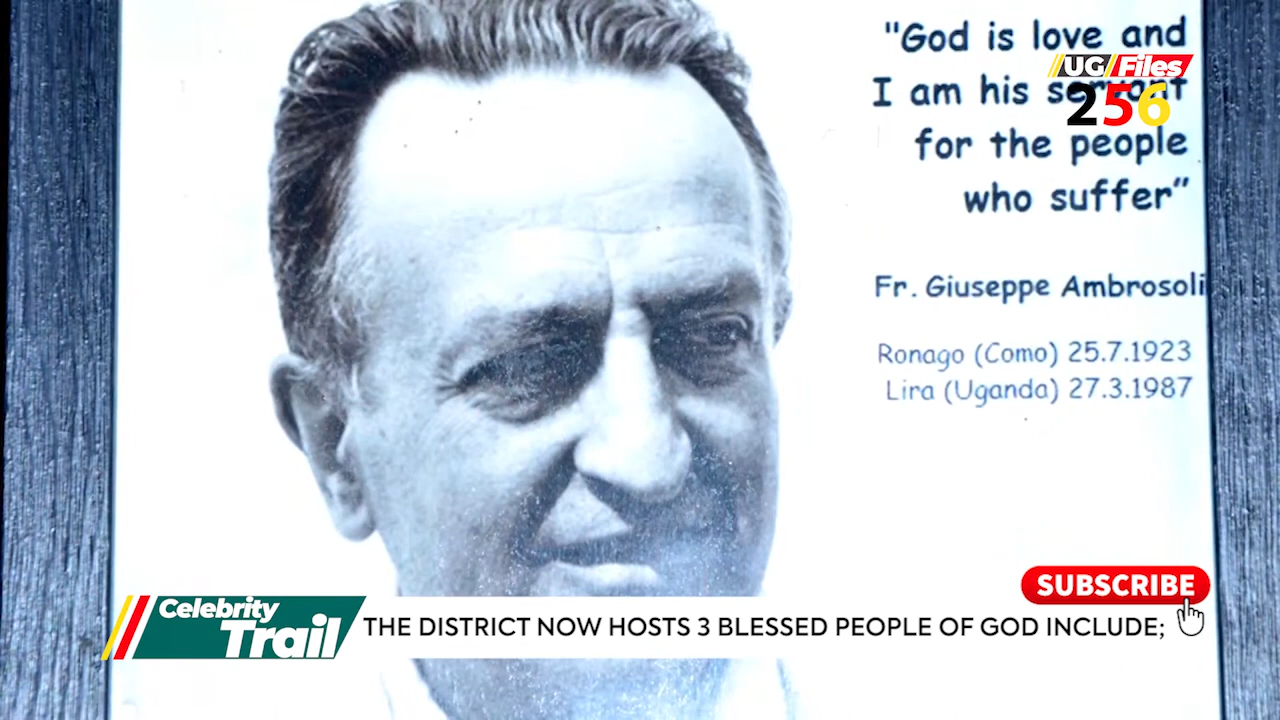 "God is love and
I am his servant
for the people
who suffer”
Fr. Giuseppe Ambrosoli
Ronago (Como) 25.7.1923
Lira (Uganda) 27.3.1987
UG Files
256
SUBSCRIBE
Celebrity
Trail
THE DISTRICT NOW HOSTS 3 BLESSED PEOPLE OF GOD INCLUDE;